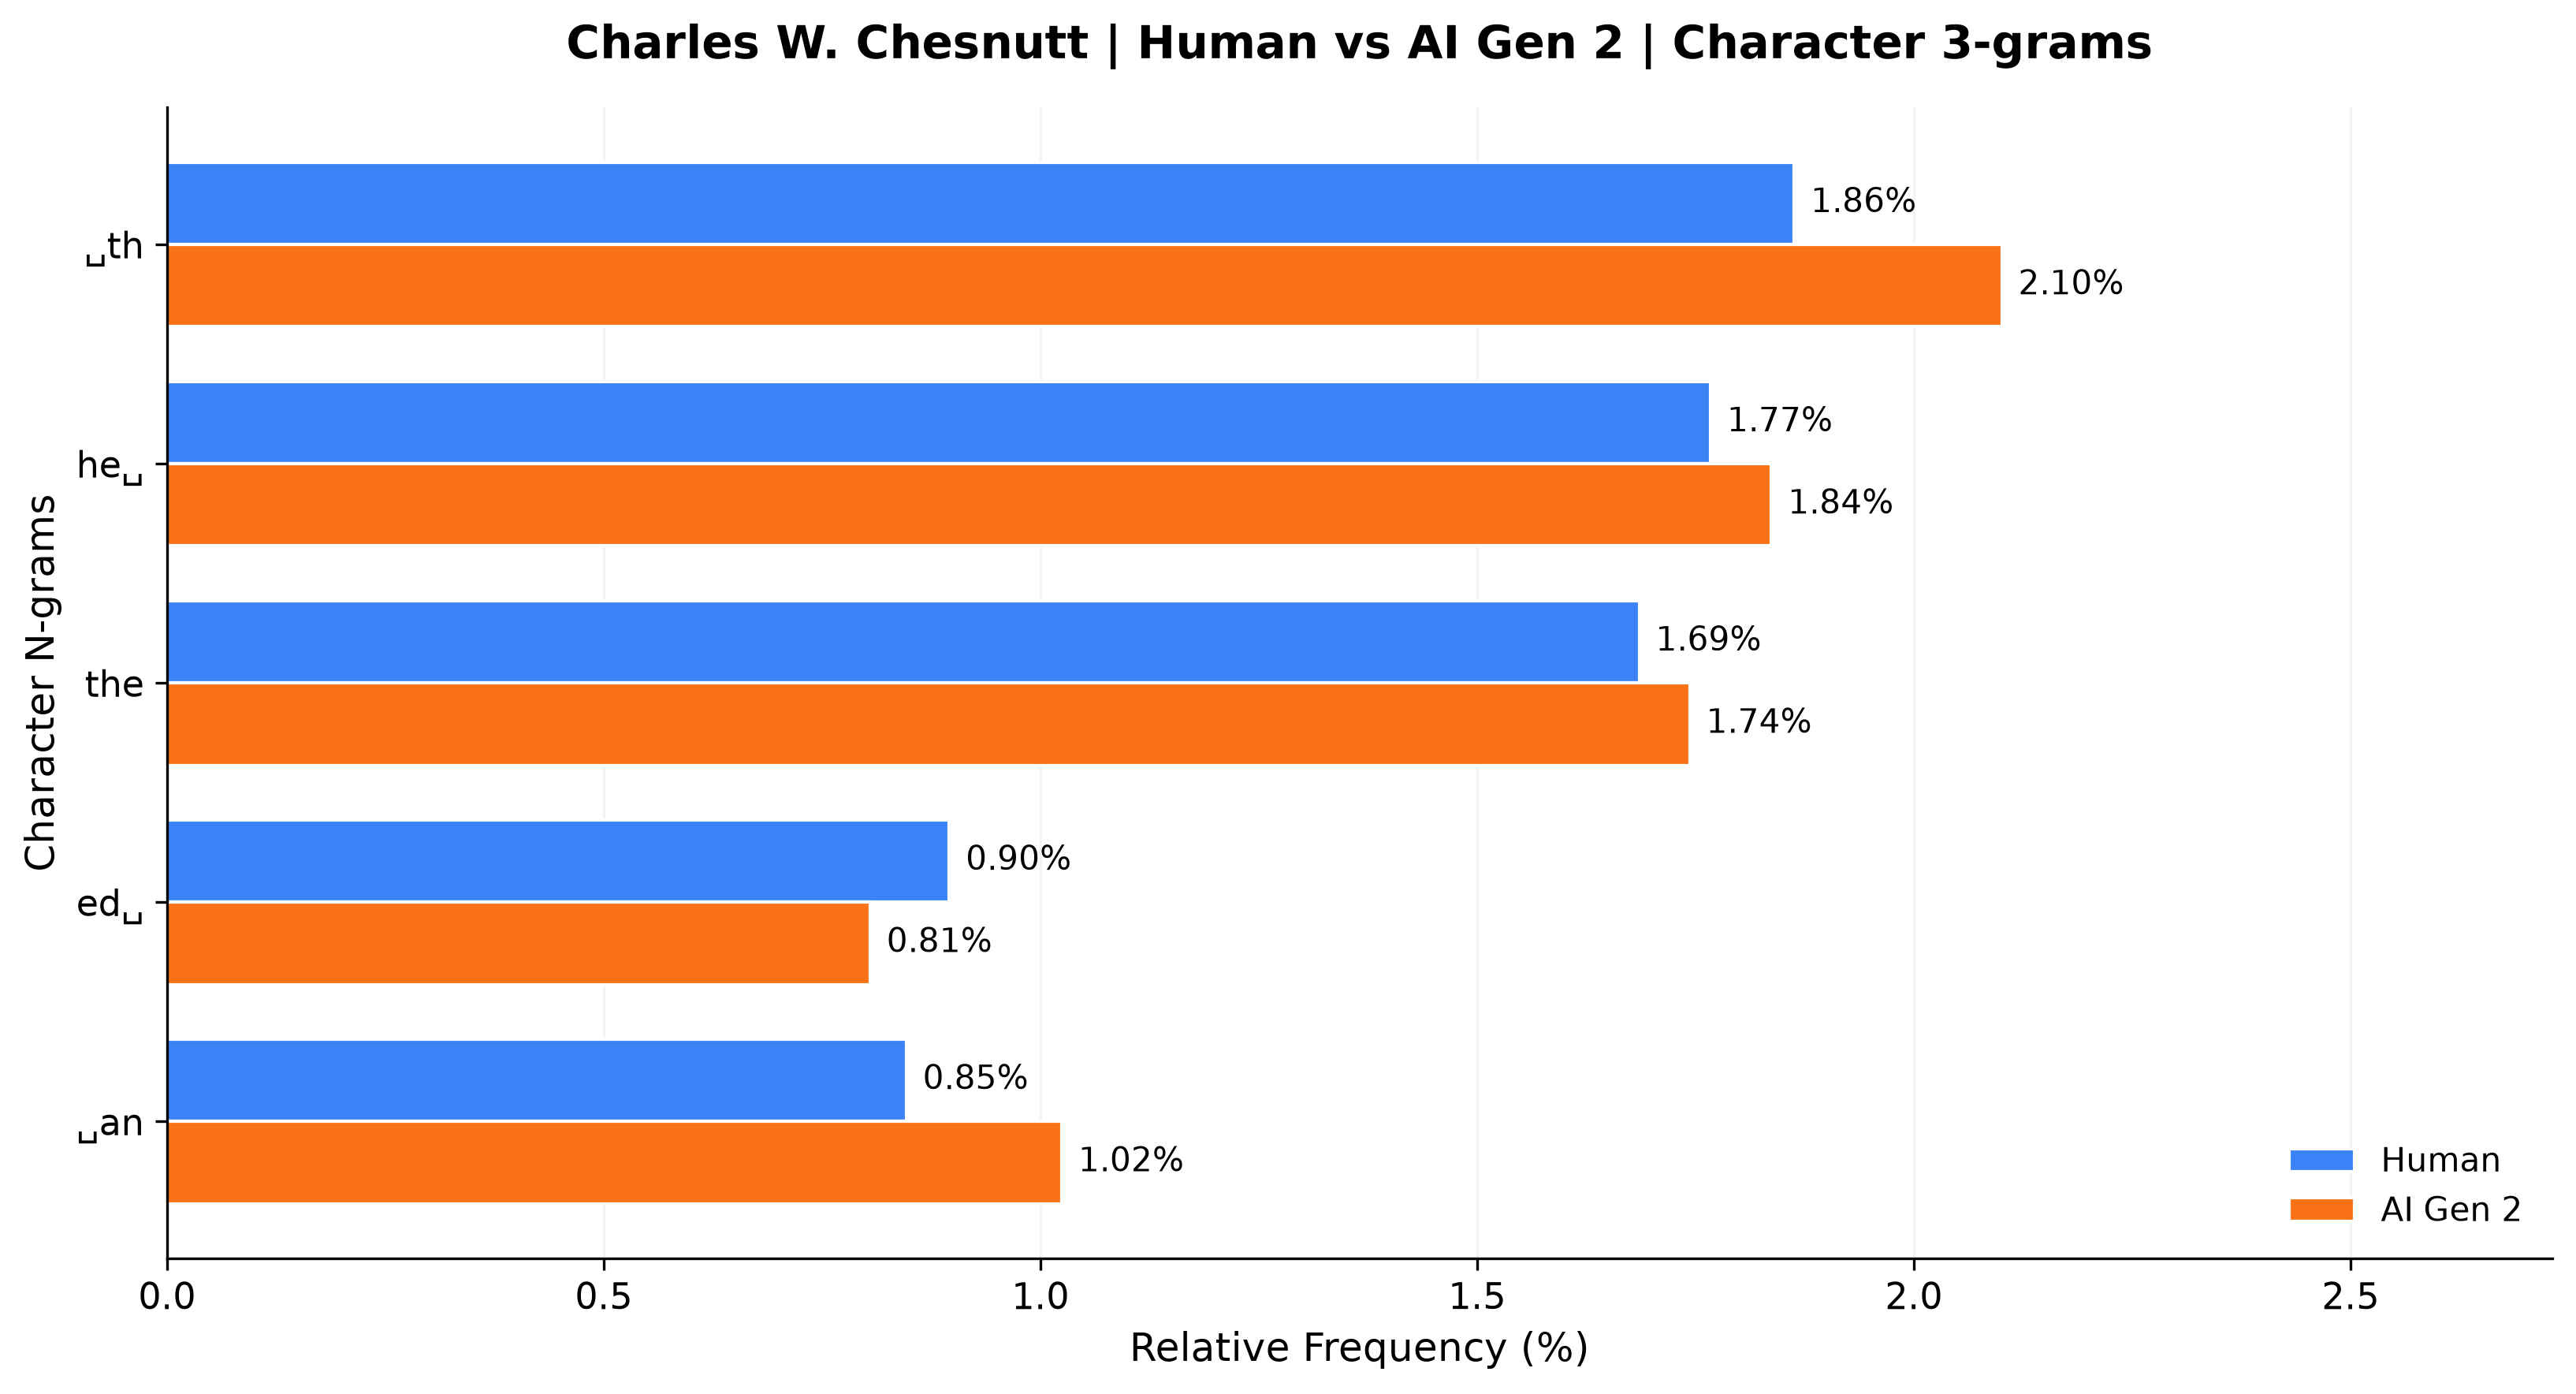 Charles W. Chesnutt | Human vs AI Gen 2 | Character 3-grams
Character N-grams
␣th
1.86%
2.10%
he␣
1.77%
1.84%
the
1.69%
1.74%
ed␣
0.90%
0.81%
␣an
0.85%
1.02%
Human
AI Gen 2
0.0 0.5 1.0 1.5 2.0 2.5
Relative Frequency (%)